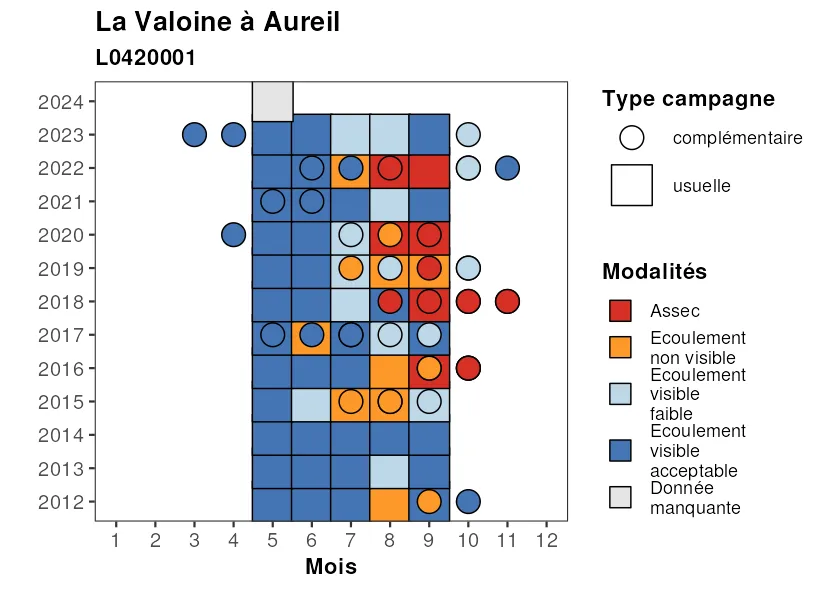 La Valoine à Aureil
L0420001
2024
2023
2022
2021
2020
2019
2018
2017
2016
2015
2014
2013
2012
1 2 3 4 5 6 7 8 9 10 11 12
Mois
Type campagne
complémentaire
usuelle
Modalités
Assec
Ecoulement
non visible
Ecoulement
visible
faible
Ecoulement
visible
acceptable
Donnée
manquante